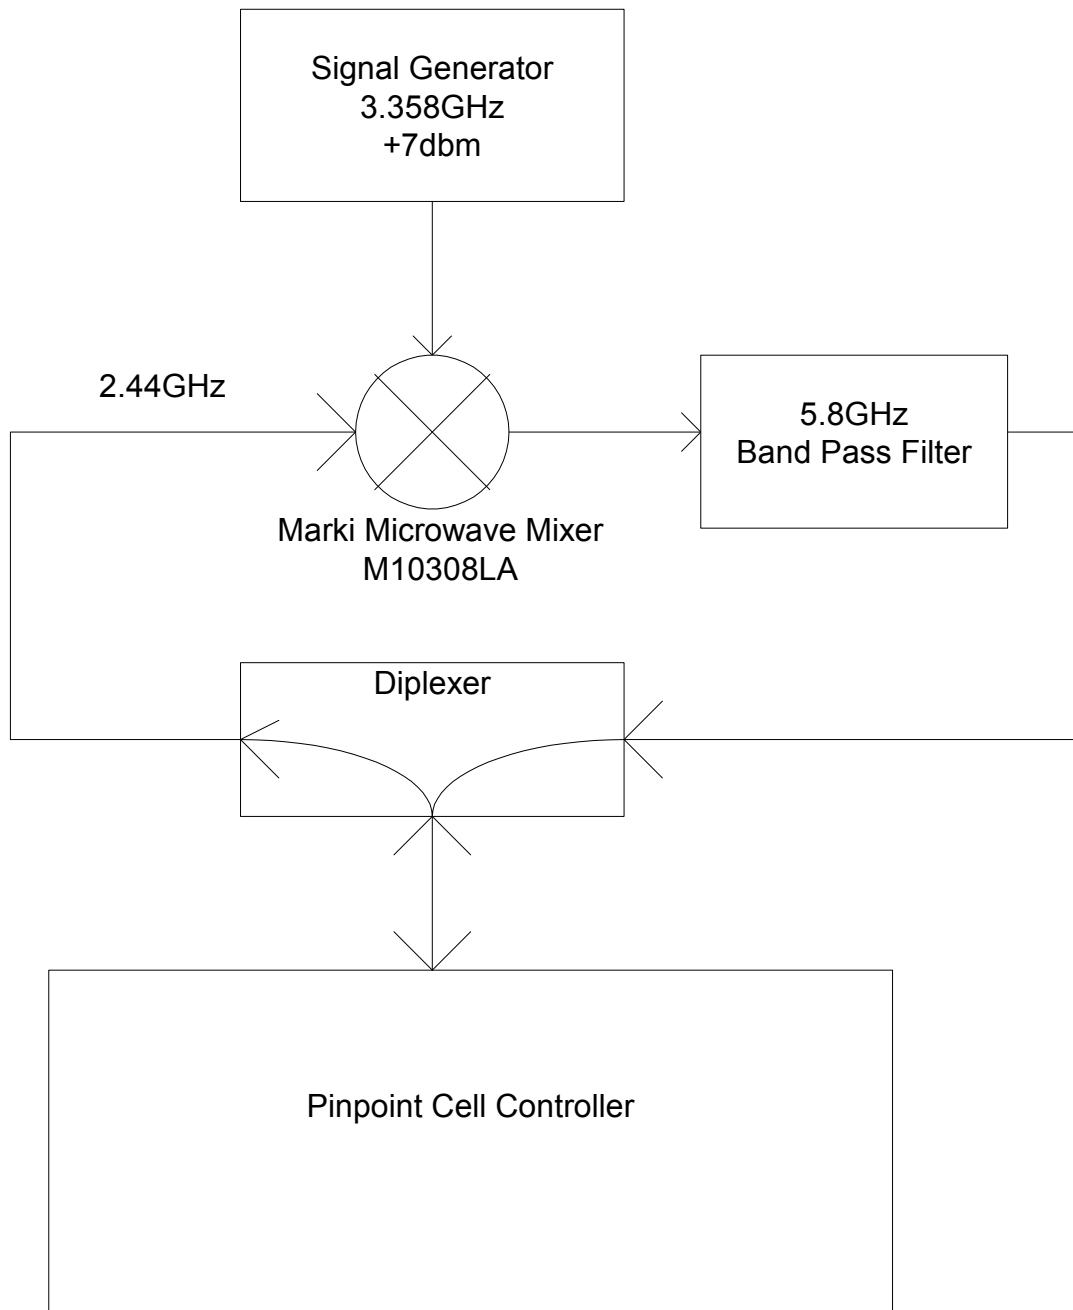 Signal Generator
3.358GHz
+7dbm
2.44GHz
5.8GHz
Band Pass Filter
Marki Microwave Mixer
M10308LA
Diplexer
Pinpoint Cell Controller